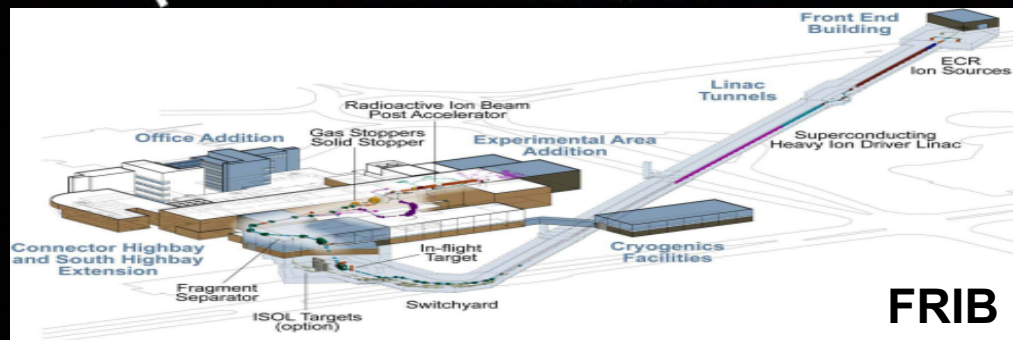 Front End
Building
ECR
Ion Sources
Linac
Tunnels
Radioactive Ion Beam
Post Accelerator
Office Addition
Gas Stoppers
Solid Stopper
Experimental Area
Addition
Superconducting
Heavy Ion Driver Linac
Connector Highbay
and South Highbay
Extension
In-flight
Target
Cryogenics
Facilities
Fragment
Separator
ISOL Targets
(option)
Switchyard
FRIB